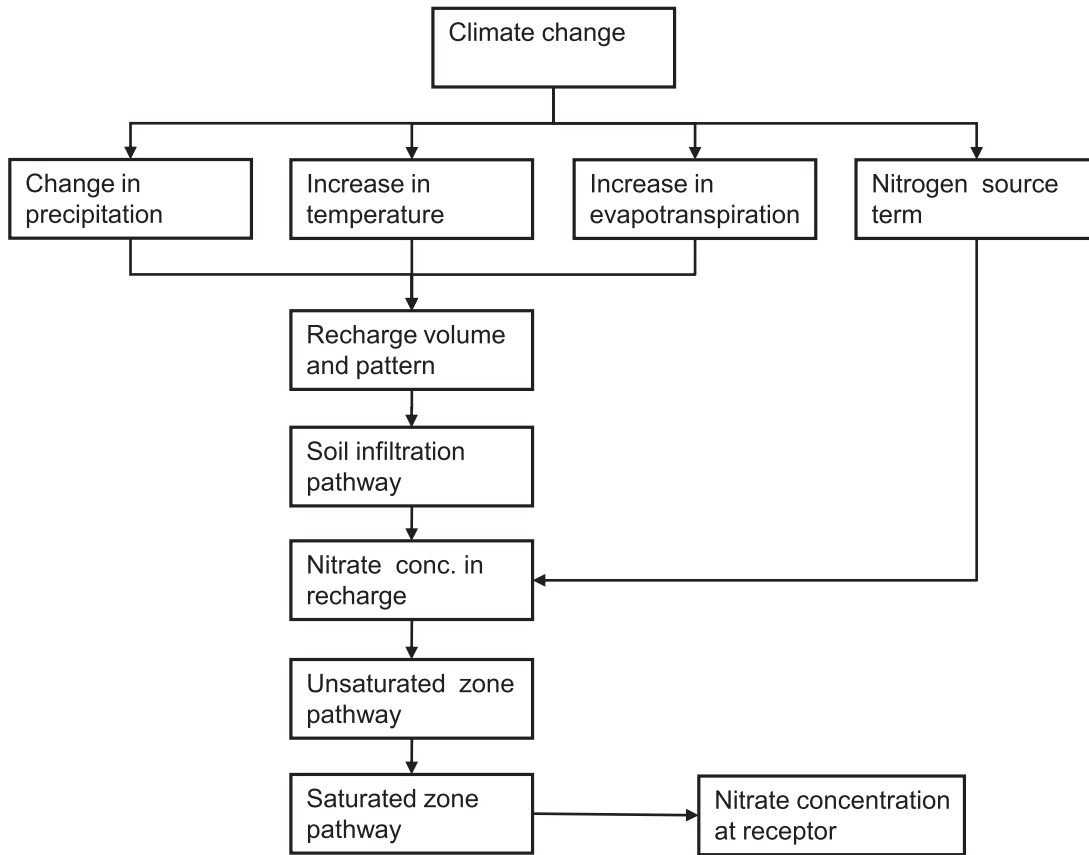 Climate change
Change in
precipitation
Increase in
temperature
Increase in
evapotranspiration
Nitrogen source
term
Recharge volume
and pattern
Soil infiltration
pathway
Nitrate conc. in
recharge
Unsaturated zone
pathway
Saturated zone
pathway
Nitrate concentration
at receptor